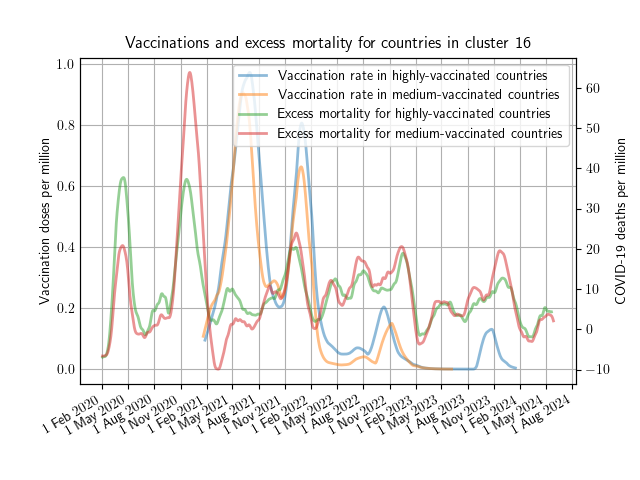 Vaccinations and excess mortality for countries in cluster 16
Vaccination rate in highly-vaccinated countries
Vaccination rate in medium-vaccinated countries
Excess mortality for highly-vaccinated countries
Excess mortality for medium-vaccinated countries
Vaccination doses per million
1.0
0.8
0.6
0.4
0.2
0.0
60
50
40
30
20
10
0
−10
COVID-19 deaths per million
1 Feb 2020
1 May 2020
1 Aug 2020
1 Nov 2020
1 Feb 2021
1 May 2021
1 Aug 2021
1 Nov 2021
1 Feb 2022
1 May 2022
1 Aug 2022
1 Nov 2022
1 Feb 2023
1 May 2023
1 Aug 2023
1 Nov 2023
1 Feb 2024
1 May 2024
1 Aug 2024